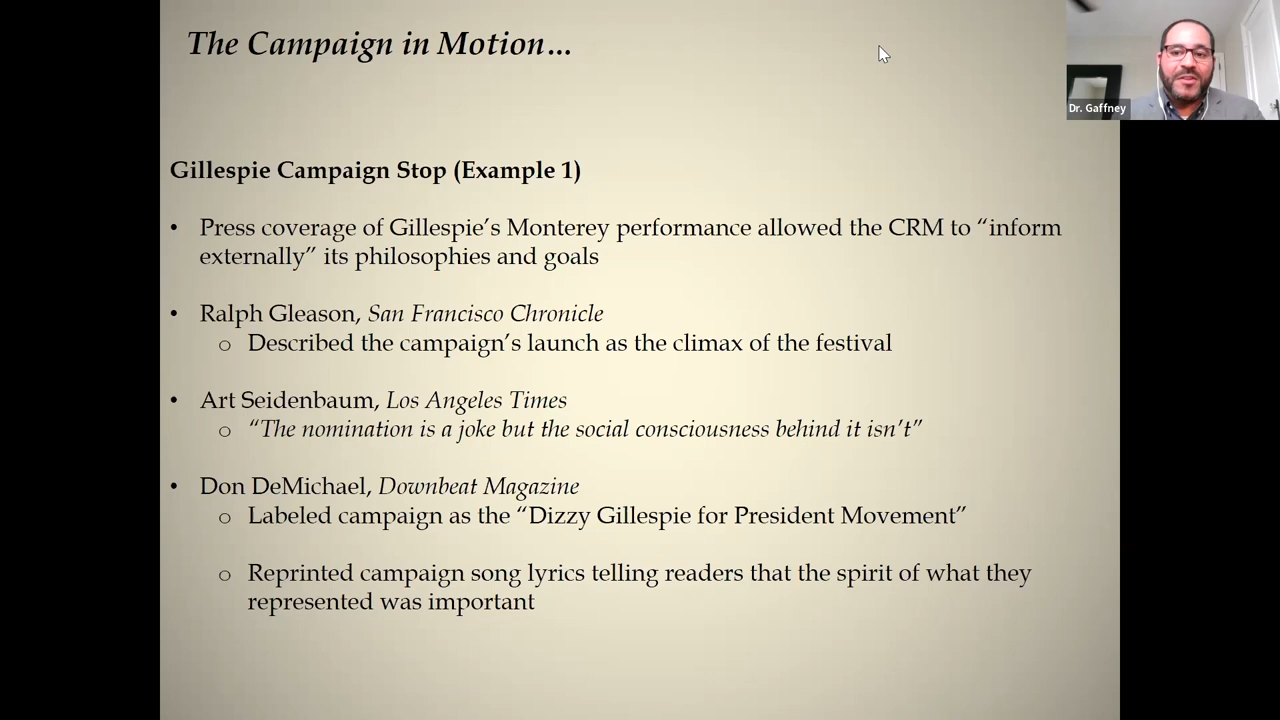 The Campaign in Motion…
Dr. Gaffney
Gillespie Campaign Stop (Example 1)
• Press coverage of Gillespie’s Monterey performance allowed the CRM to “inform
externally” its philosophies and goals
• Ralph Gleason, San Francisco Chronicle
o Described the campaign’s launch as the climax of the festival
• Art Seidenbaum, Los Angeles Times
o “The nomination is a joke but the social consciousness behind it isn’t”
• Don DeMichael, Downbeat Magazine
o Labeled campaign as the “Dizzy Gillespie for President Movement”
o Reprinted campaign song lyrics telling readers that the spirit of what they
represented was important